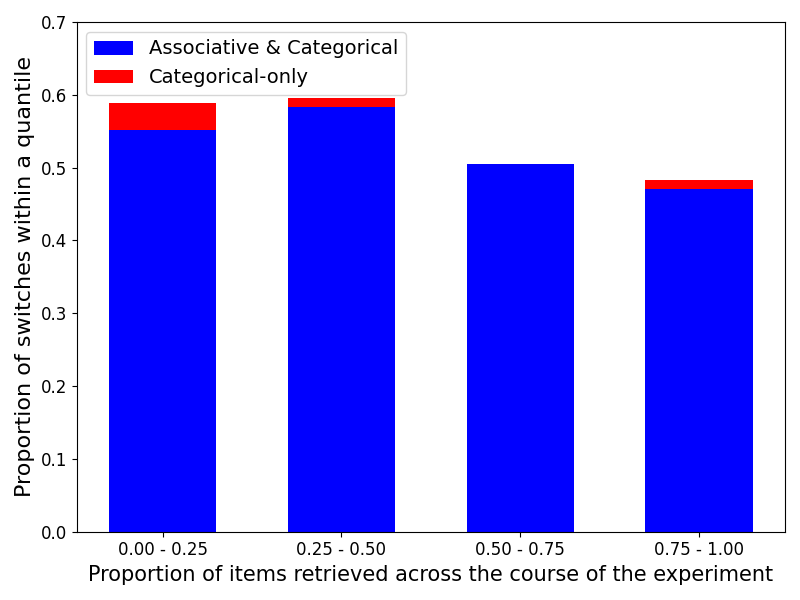 Associative & Categorical
Categorical-only
Proportion of switches within a quantile
0.7
0.6
0.5
0.4
0.3
0.2
0.1
0.0
0.00 - 0.25 0.25 - 0.50 0.50 - 0.75 0.75 - 1.00
Proportion of items retrieved across the course of the experiment